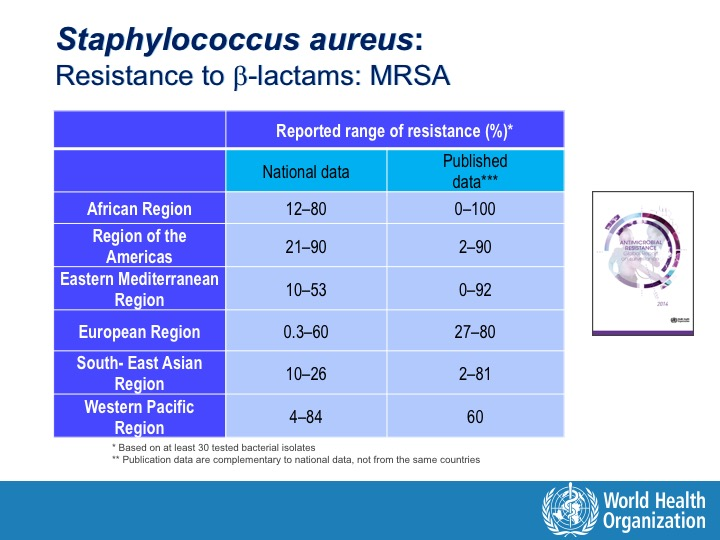 Staphylococcus aureus:
Resistance to β-lactams: MRSA
Reported range of resistance (%)*
National data
Published
data***
African Region
12–80
0–100
Region of the
Americas
21–90
2–90
Eastern Mediterranean
Region
10–53
0–92
European Region
0.3–60
27–80
South- East Asian
Region
10–26
2–81
Western Pacific
Region
4–84
60
ANTIMICROBIAL
RESISTANCE
2014
* Based on at least 30 tested bacterial isolates
** Publication data are complementary to national data, not from the same countries
World Health
Organization